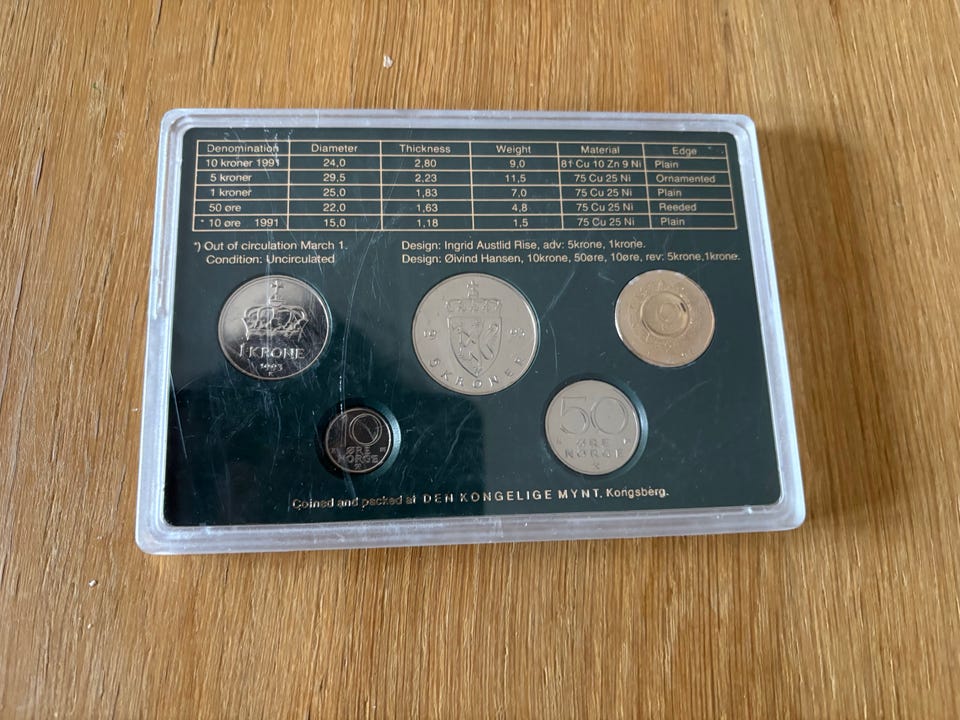 Denomination Diameter Thickness Weight Material Edge
10 kroner 1991 24,0 2,80 9,0 81 Cu 10 Zn 9 Ni Plain
5 kroner 29,5 2,23 11,5 75 Cu 25 Ni Ornamented
1 kroner 25,0 1,83 7,0 75 Cu 25 Ni Plain
50 øre 22,0 1,63 4,8 75 Cu 25 Ni Reeded
* 10 øre 1991 15,0 1,18 1,5 75 Cu 25 Ni Plain
*) Out of circulation March 1.
Condition: Uncirculated
Design: Ingrid Austlid Rise, adv: 5krone, 1krone.
Design: Øivind Hansen, 10krone, 50øre, 10øre, rev: 5krone,1krone.
1 KRONE
5 KRONER
10
ØRE
NORGE
50
ØRE
NORGE
Coined and packed at DEN KONGELIGE MYNT, Kongsberg.